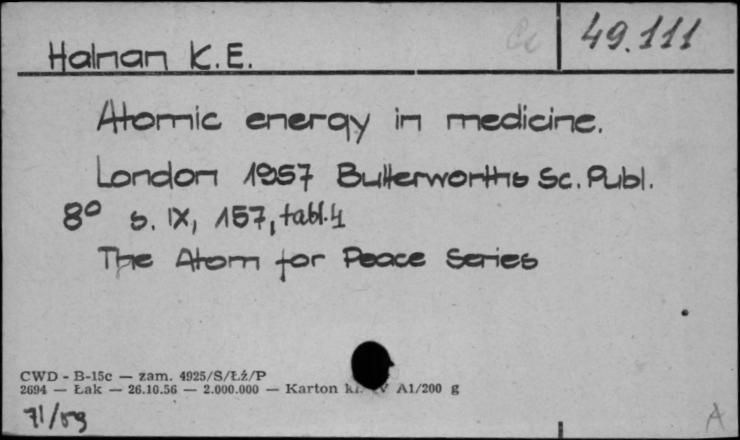 Halnan K.E. 49.111
Atomic energy in medicine.
London 1957 Butterworths Sc. Publ.
8° s. IX, 157, tabl. 4
The Atom for Peace Series
CWD - B-15c — zam. 4925/S/Łź/P
2694 — Łak — 26.10.56 — 2.000.000 — Karton kl. IV A1/200 g
71/59
A